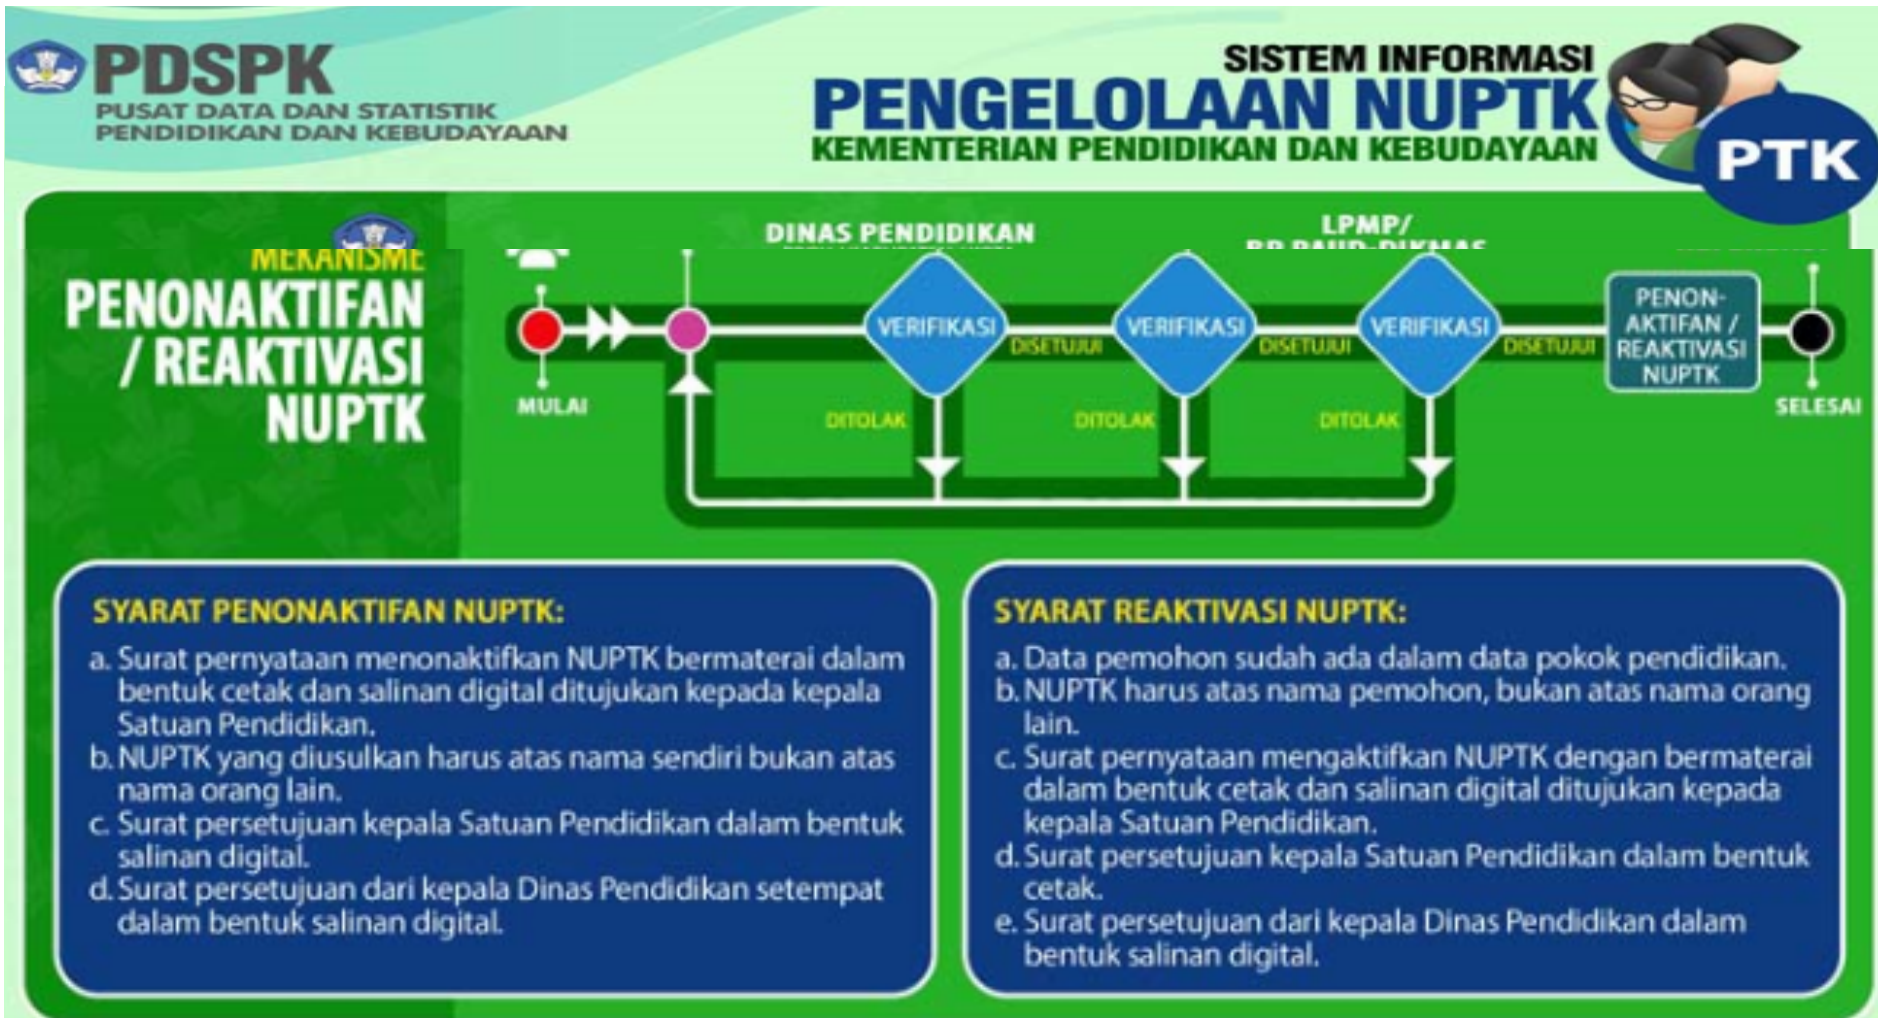 PDSPK
PUSAT DATA DAN STATISTIK
PENDIDIKAN DAN KEBUDAYAAN
SISTEM INFORMASI
PENGELOLAAN NUPTK
KEMENTERIAN PENDIDIKAN DAN KEBUDAYAAN
PTK
MEKANISME
PENONAKTIFAN
/ REAKTIVASI
NUPTK
DINAS PENDIDIKAN
LPMP/
BP PAUD-DIKMAS
MULAI
VERIFIKASI
DISETUJUI
VERIFIKASI
DISETUJUI
VERIFIKASI
DISETUJUI
PENON-
AKTIFAN /
REAKTIVASI
NUPTK
SELESAI
DITOLAK
DITOLAK
DITOLAK
SYARAT PENONAKTIFAN NUPTK:
a. Surat pernyataan menonaktifkan NUPTK bermaterai dalam
bentuk cetak dan salinan digital ditujukan kepada kepala
Satuan Pendidikan.
b. NUPTK yang diusulkan harus atas nama sendiri bukan atas
nama orang lain.
c. Surat persetujuan kepala Satuan Pendidikan dalam bentuk
salinan digital.
d. Surat persetujuan dari kepala Dinas Pendidikan setempat
dalam bentuk salinan digital.
SYARAT REAKTIVASI NUPTK:
a. Data pemohon sudah ada dalam data pokok pendidikan.
b. NUPTK harus atas nama pemohon, bukan atas nama orang
lain.
c. Surat pernyataan mengaktifkan NUPTK dengan bermaterai
dalam bentuk cetak dan salinan digital ditujukan kepada
kepala Satuan Pendidikan.
d. Surat persetujuan kepala Satuan Pendidikan dalam bentuk
cetak.
e. Surat persetujuan dari kepala Dinas Pendidikan dalam
bentuk salinan digital.